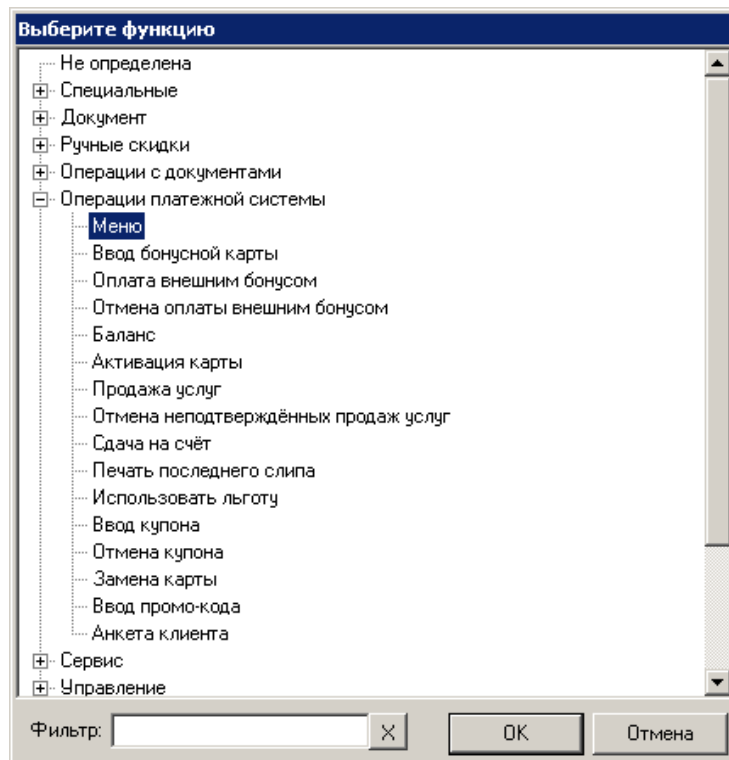 Выберите функцию
Не определена
Специальные
Документ
Ручные скидки
Операции с документами
Операции платежной системы
Меню
Ввод бонусной карты
Оплата внешним бонусом
Отмена оплаты внешним бонусом
Баланс
Активация карты
Продажа услуг
Отмена неподтверждённых продаж услуг
Сдача на счёт
Печать последнего слипа
Использовать льготу
Ввод купона
Отмена купона
Замена карты
Ввод промо-кода
Анкета клиента
Сервис
Управление
Фильтр: X OK Отмена